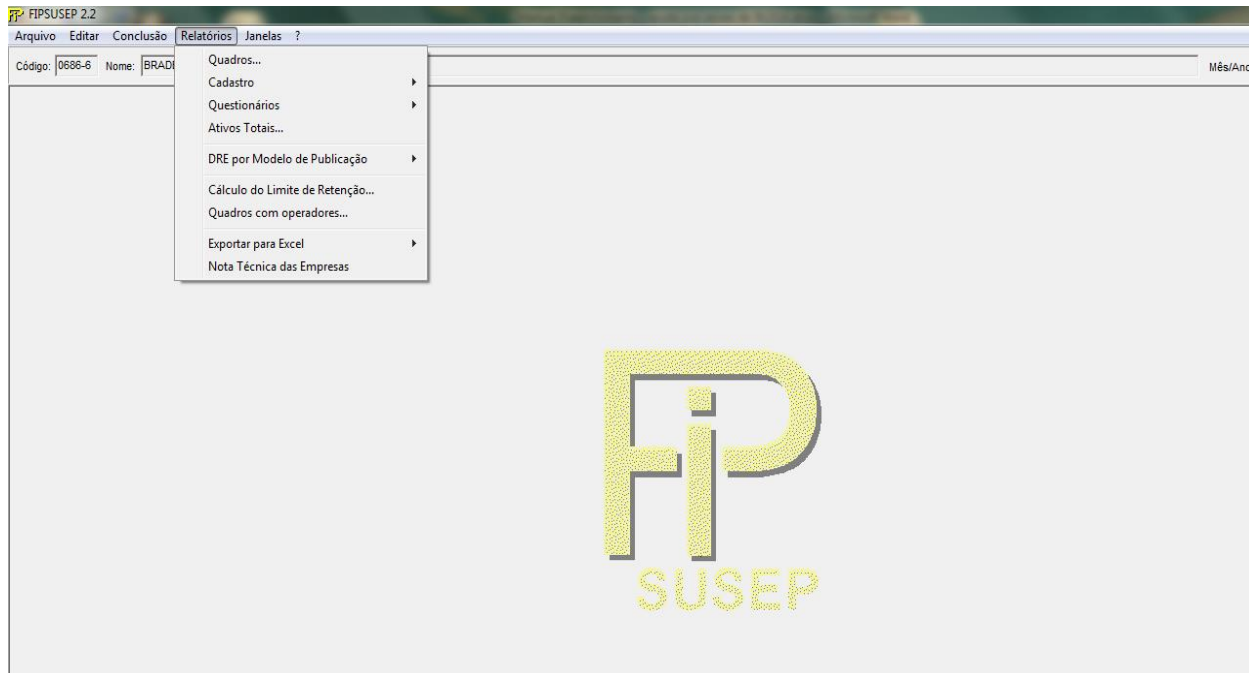 FIPSUSEP 2.2
Arquivo Editar Conclusão Relatórios Janelas ?
Código: 0686-6 Nome: Mês/Ano
Quadros...
Cadastro
Questionários
Ativos Totais...
DRE por Modelo de Publicação
Cálculo do Limite de Retenção...
Quadros com operadores...
Exportar para Excel
Nota Técnica das Empresas
FiP
SUSEP